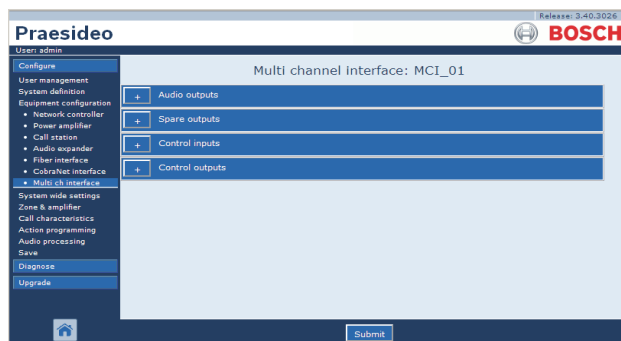 Release: 3.40.3026
Praesideo
BOSCH
User: admin
Configure
User management
System definition
Equipment configuration
• Network controller
• Power amplifier
• Call station
• Audio expander
• Fiber interface
• CobraNet interface
• Multi ch interface
System wide settings
Zone & amplifier
Call characteristics
Action programming
Audio processing
Save
Diagnose
Upgrade
Multi channel interface: MCI_01
+ Audio outputs
+ Spare outputs
+ Control inputs
+ Control outputs
Submit